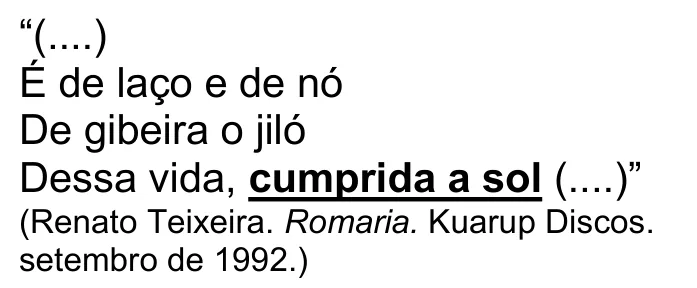 “(....)
É de laço e de nó
De gibeira o jiló
Dessa vida, cumprida a sol (....)”
(Renato Teixeira. Romaria. Kuarup Discos.
setembro de 1992.)